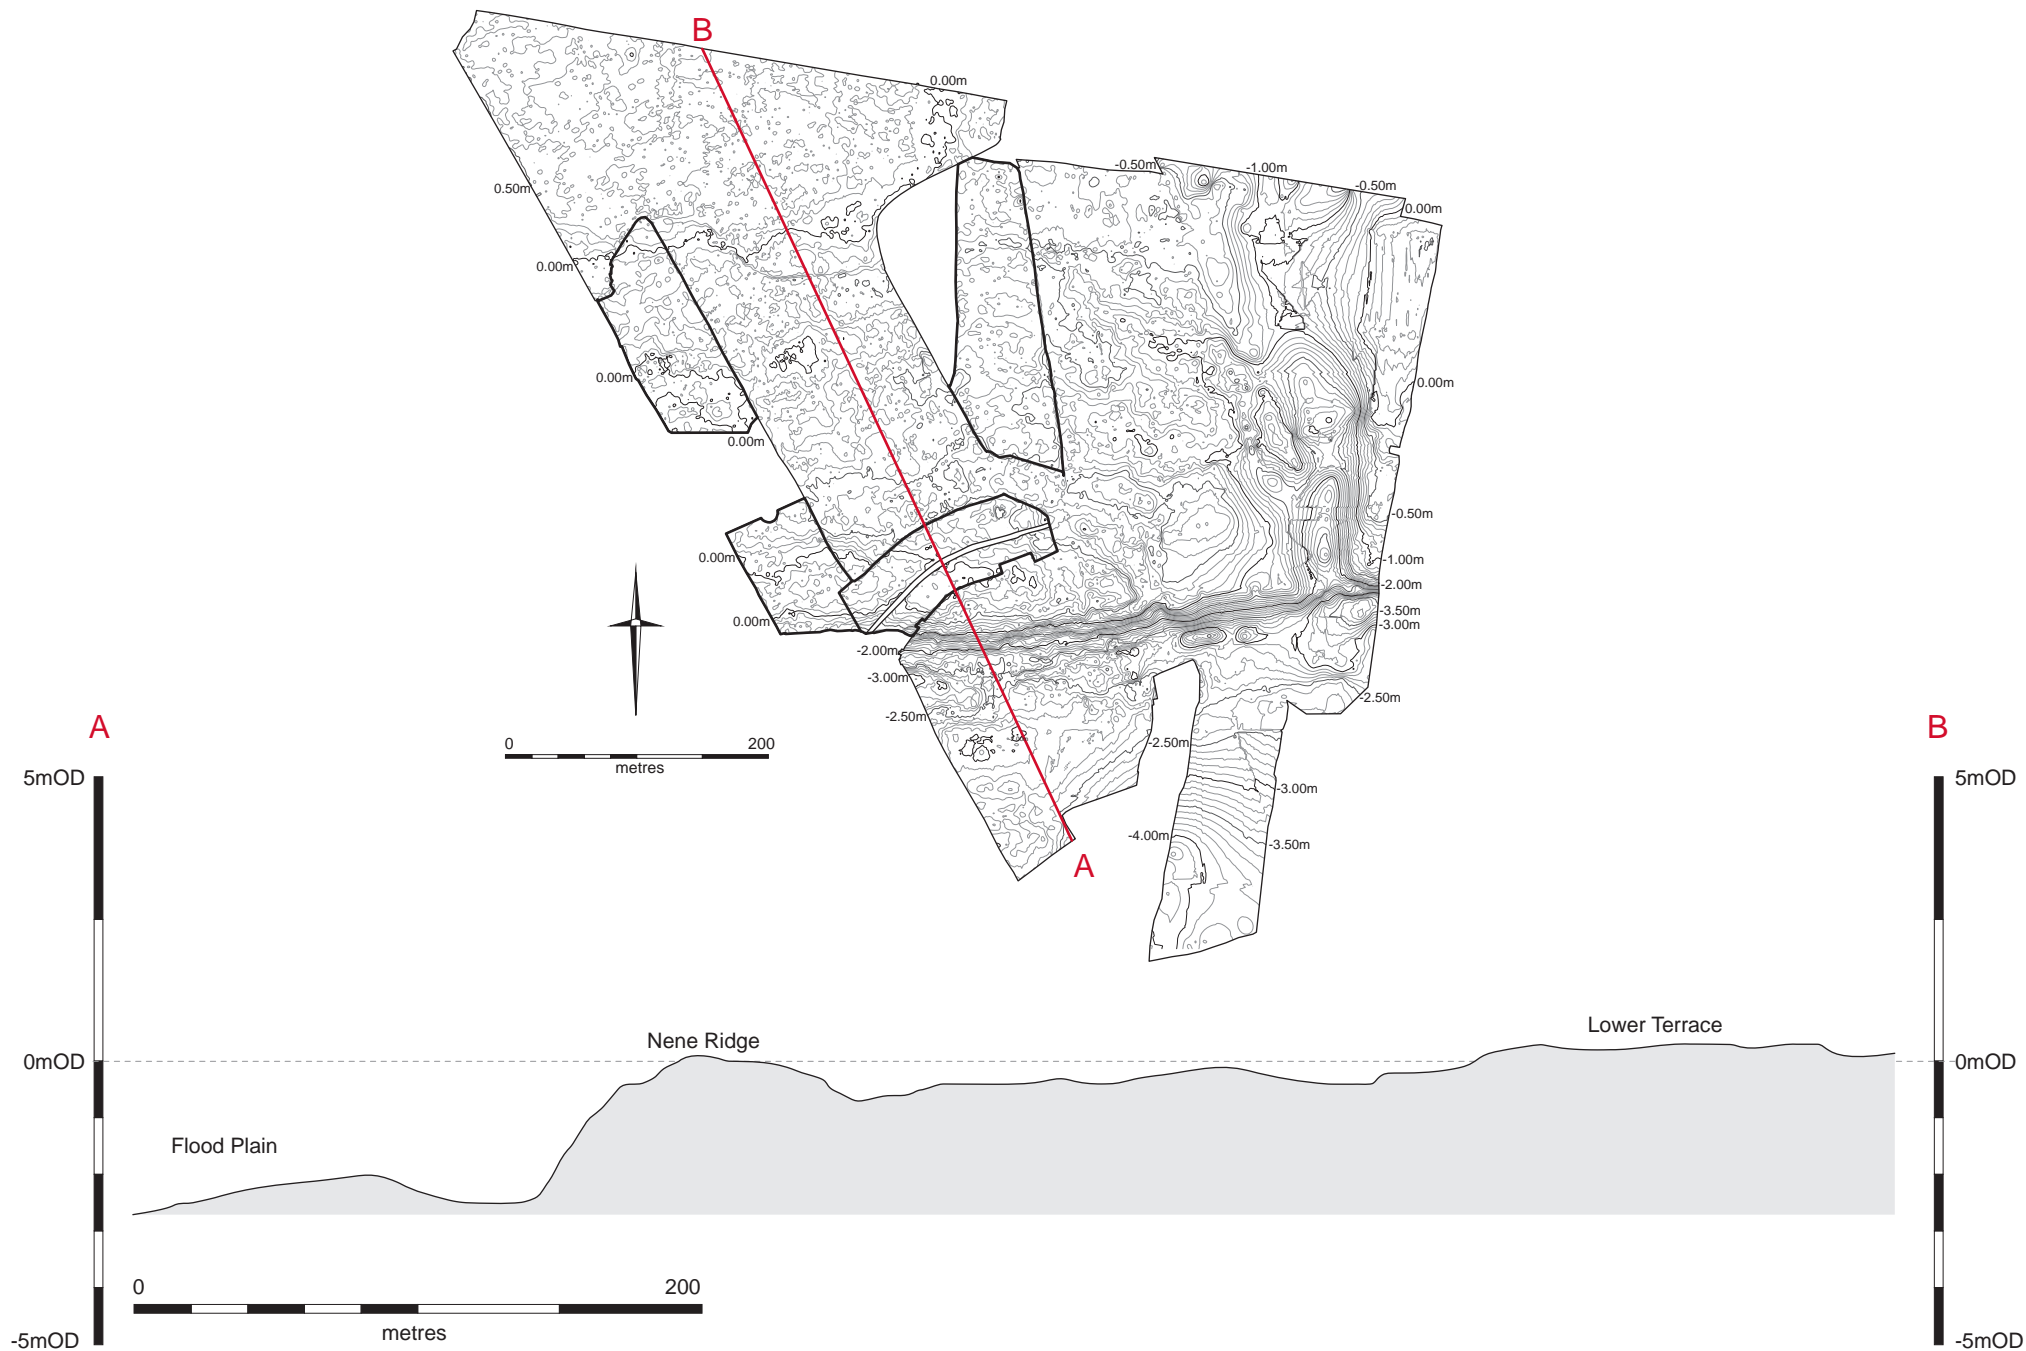 B
0.00m
-0.50m
-1.00m
-0.50m
0.50m
0.00m
0.00m
0.00m
0.00m
0.00m
-0.50m
0.00m
-1.00m
-2.00m
-3.50m
0.00m
-3.00m
-2.00m
-3.00m
-2.50m
-2.50m
0 200
metres
-2.50m
-3.00m
-4.00m
-3.50m
A
A B
5mOD 5mOD
Nene Ridge Lower Terrace
0mOD 0mOD
Flood Plain
0 200
metres
-5mOD -5mOD